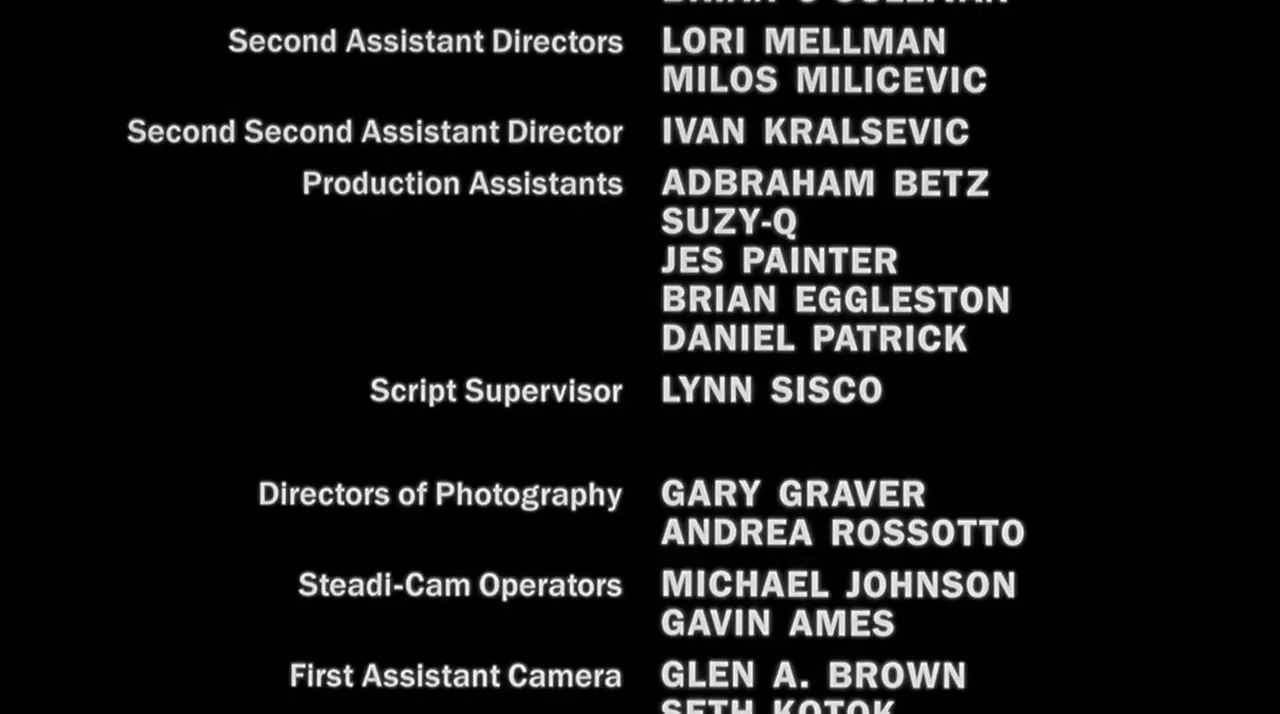 Second Assistant Directors LORI MELLMAN
MILOS MILICEVIC
Second Second Assistant Director IVAN KRALSEVIC
Production Assistants ADBRAHAM BETZ
SUZY-Q
JES PAINTER
BRIAN EGGLESTON
DANIEL PATRICK
Script Supervisor LYNN SISCO
Directors of Photography GARY GRAVER
ANDREA ROSSOTTO
Steadi-Cam Operators MICHAEL JOHNSON
GAVIN AMES
First Assistant Camera GLEN A. BROWN
SETH KOTOK